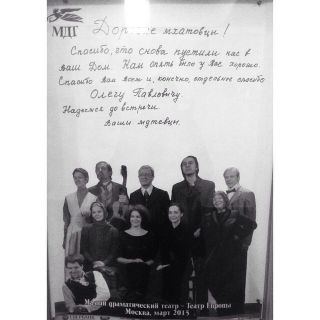 МДТ
Дорогие мхатовцы!
Спасибо, что снова пустили нас в
Ваш Дом. Нам опять было у Вас хорошо.
Спасибо Вам всем и, конечно, отдельное спасибо
Олегу Павловичу.
Надеемся до встречи.
Ваши мдтевцы.
Малый драматический театр – Театр Европы
Москва, март 2015